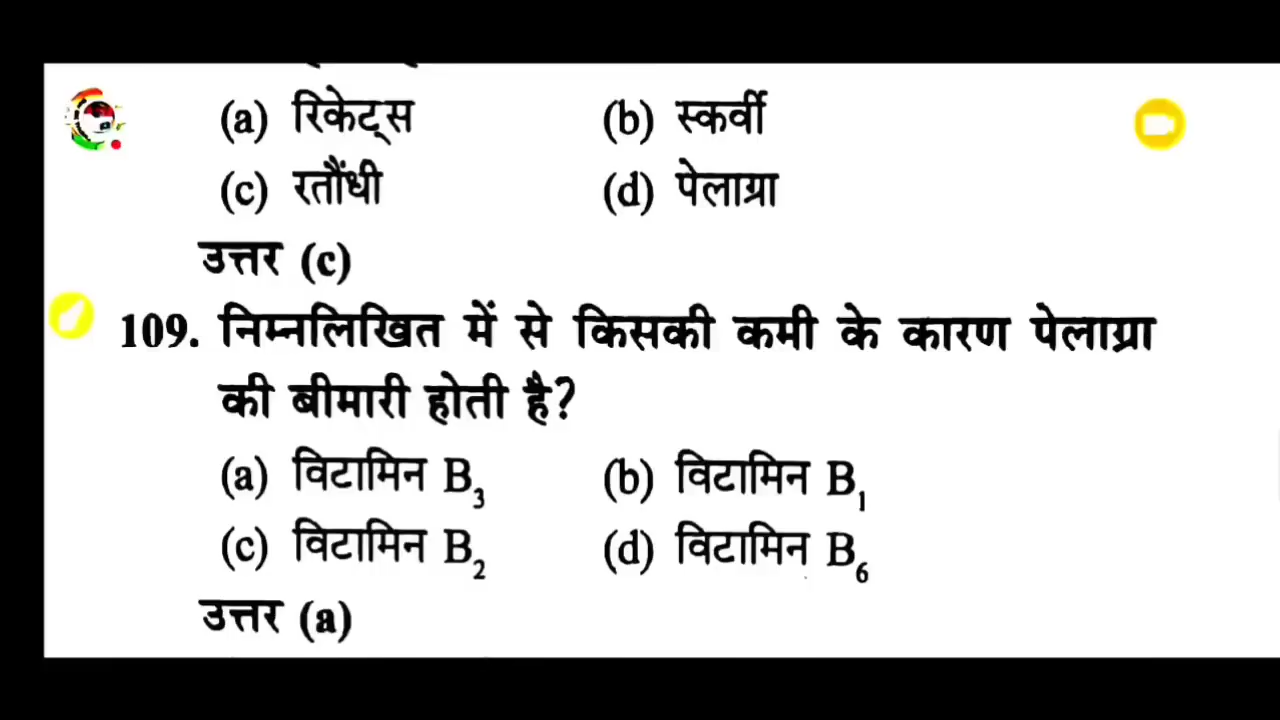 (a) रिकेट्स (b) स्कर्वी
(c) रतौंधी (d) पेलाग्रा
उत्तर (c)
109. निम्नलिखित में से किसकी कमी के कारण पेलाग्रा
की बीमारी होती है?
(a) विटामिन B₃ (b) विटामिन B₁
(c) विटामिन B₂ (d) विटामिन B₆
उत्तर (a)